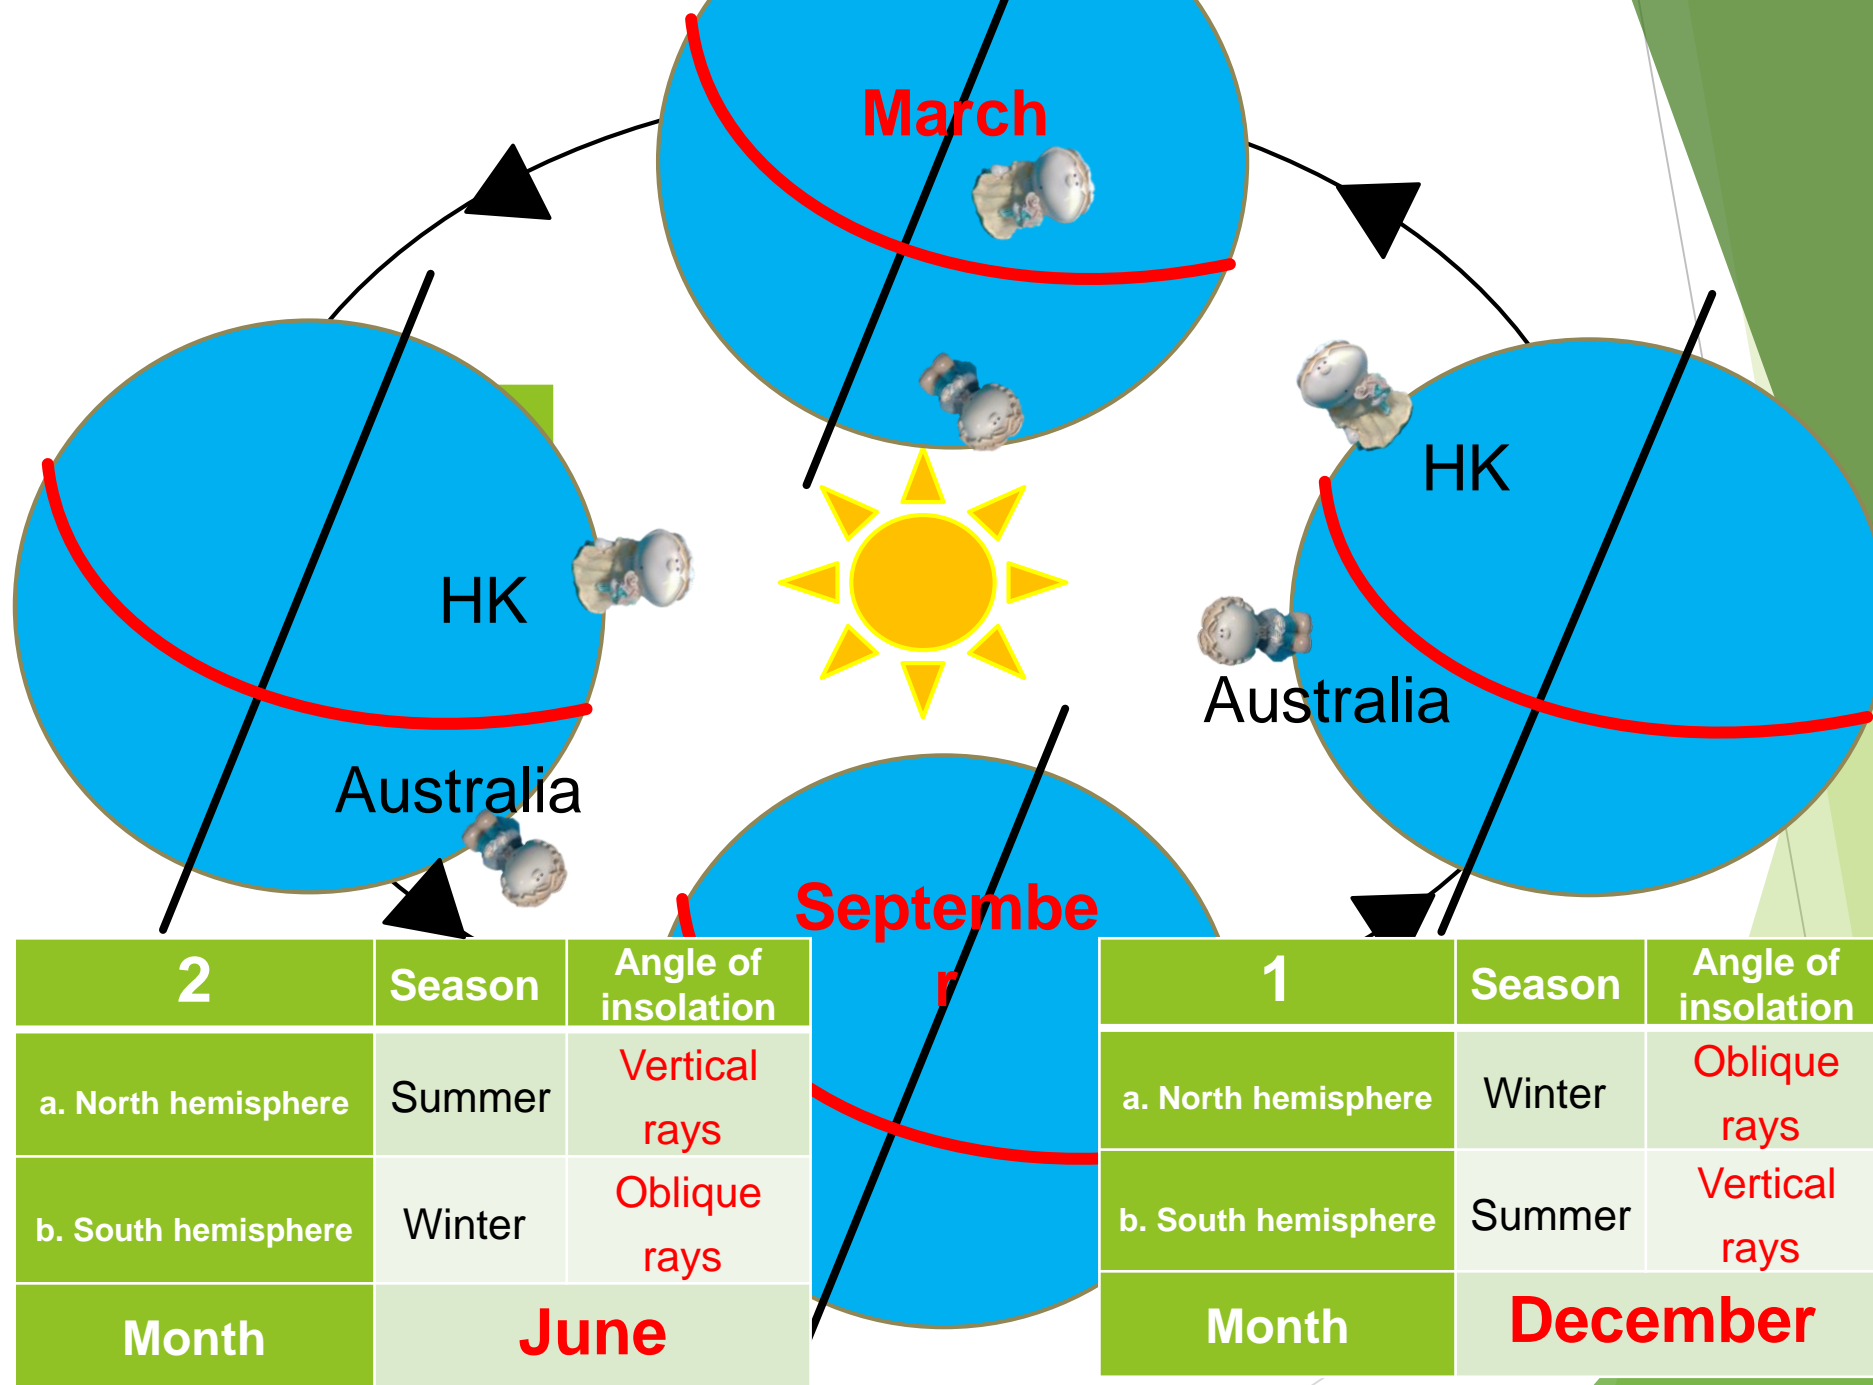 March
HK
HK
Australia
Australia
Septembe
r
2
Season
Angle of
insolation
a. North hemisphere
Summer
Vertical
rays
b. South hemisphere
Winter
Oblique
rays
Month
June
1
Season
Angle of
insolation
a. North hemisphere
Winter
Oblique
rays
b. South hemisphere
Summer
Vertical
rays
Month
December